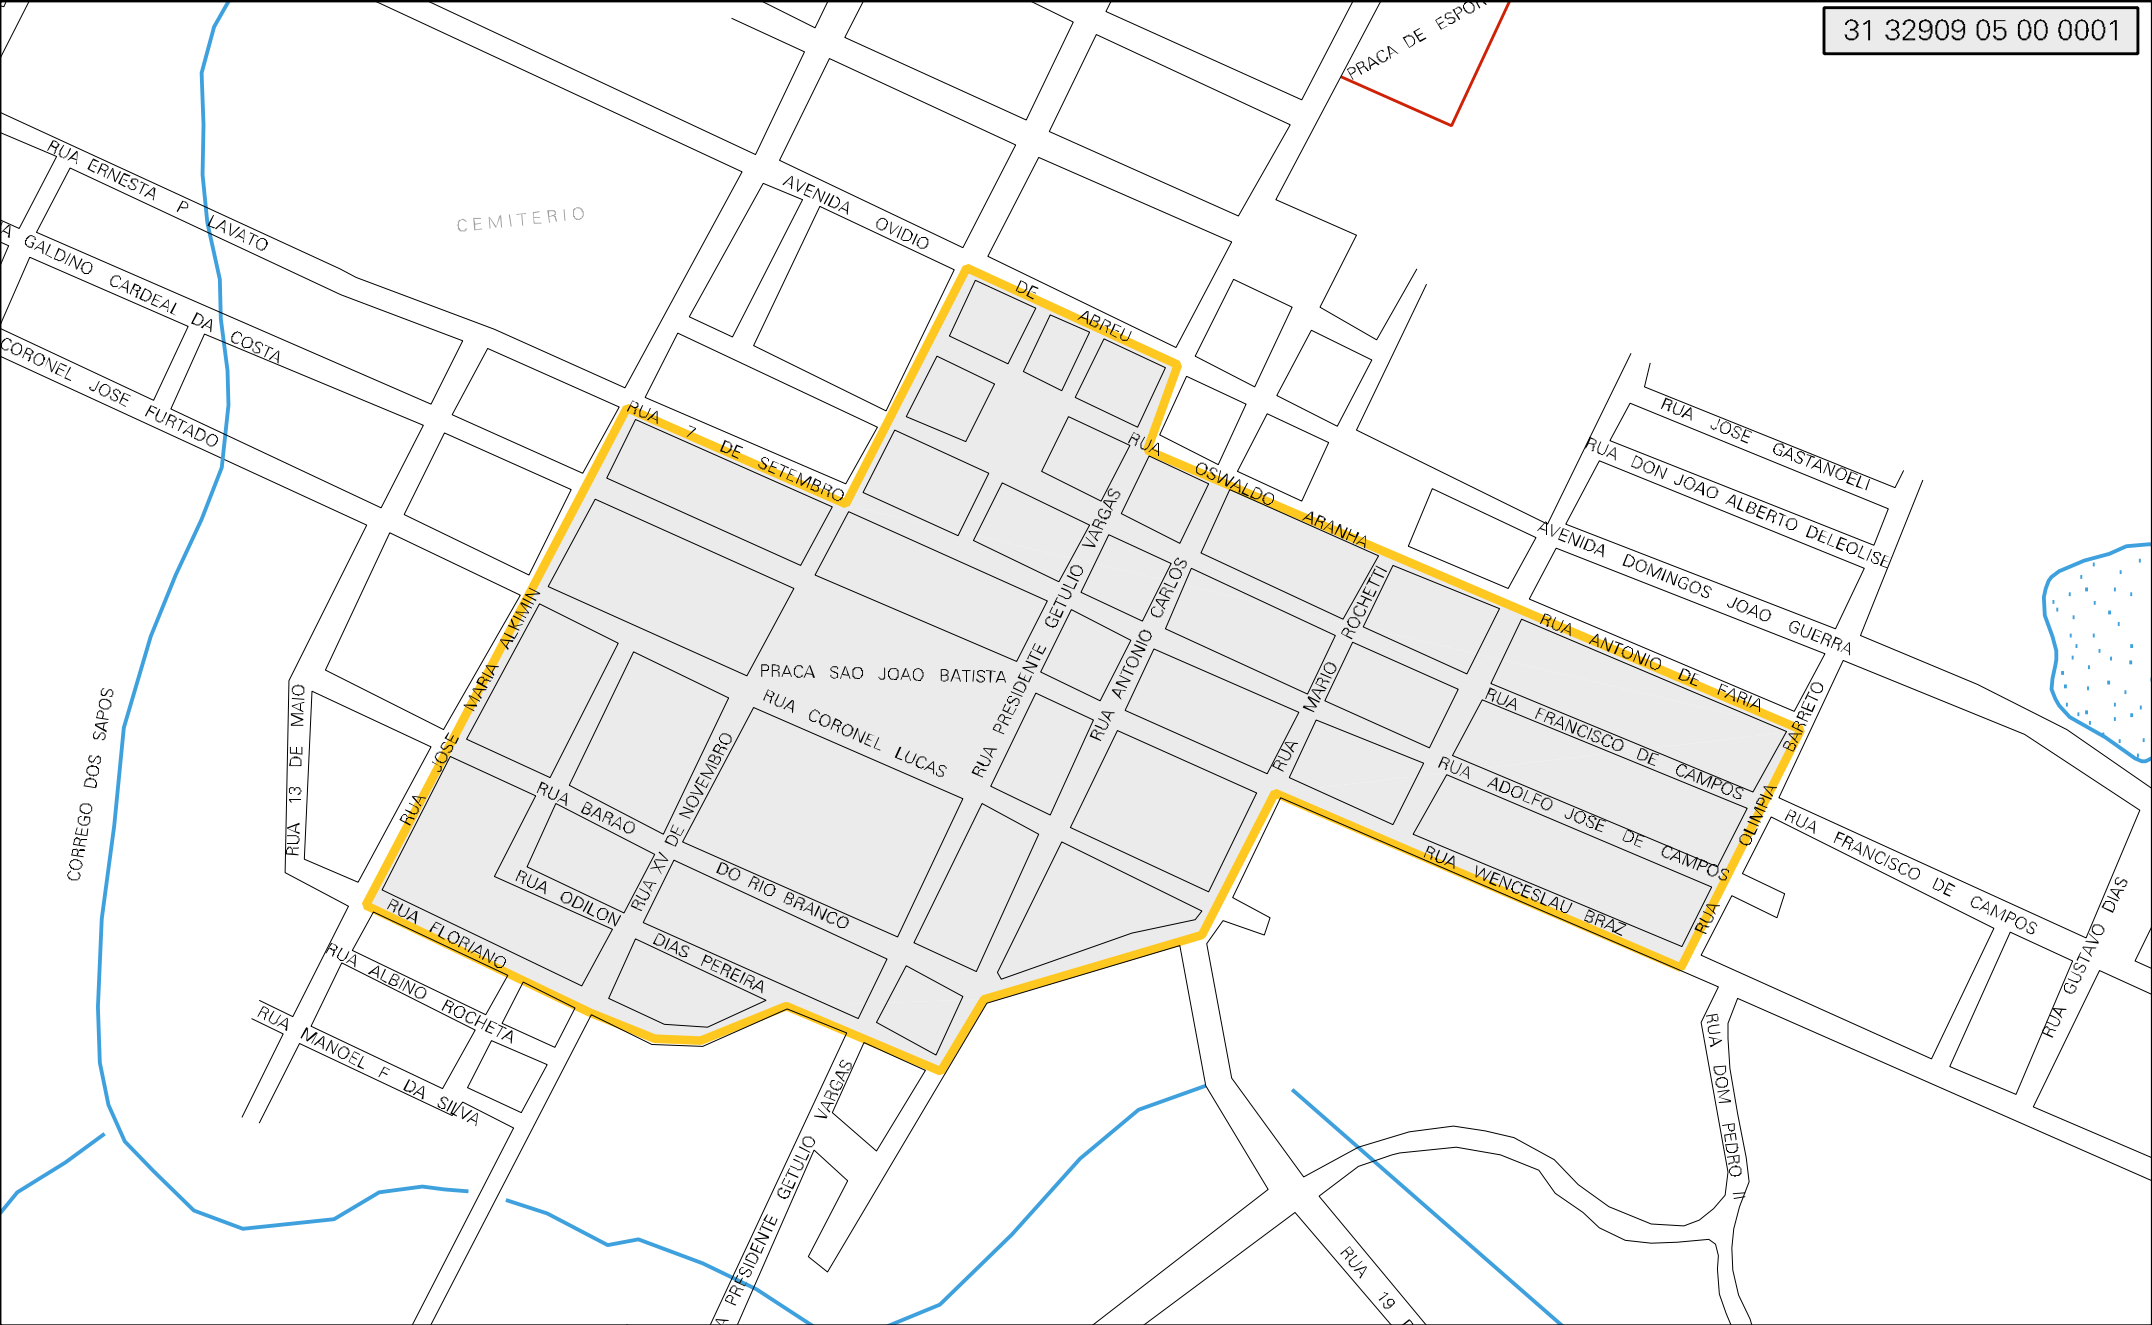 31 32909 05 00 0001
PRACA DE
RUA ERNESTA P LAVATO
CEMITERIO
AVENIDA OVIDIO DE ABREU
GALDINO CARDEAL DA COSTA
CORONEL JOSE FURTADO
RUA 7 DE SETEMBRO
RUA OSWALDO ARANHA
RUA JOSE GASTANOELI
RUA DON JOAO ALBERTO DELEOLISE
AVENIDA DOMINGOS JOAO GUERRA
RUA ANTONIO DE FARIA
RUA PRESIDENTE GETULIO VARGAS
RUA ANTONIO CARLOS
RUA MARIO ROCHETTI
RUA JOSE MARIA ALKIMIN
PRACA SAO JOAO BATISTA
RUA CORONEL LUCAS
RUA FRANCISCO DE CAMPOS
RUA ADOLFO JOSE DE CAMPOS
RUA WENCESLAU BRAZ
RUA OLIMPIA BARRETO
RUA FRANCISCO DE CAMPOS
RUA GUSTAVO DIAS
CORREGO DOS SAPOS
RUA 13 DE MAIO
RUA BARAO DO RIO BRANCO
RUA XV DE NOVEMBRO
RUA ODILON DIAS PEREIRA
RUA FLORIANO
RUA ALBINO ROCHETA
RUA MANOEL F DA SILVA
PRESIDENTE GETULIO VARGAS
RUA DOM PEDRO II
RUA 19